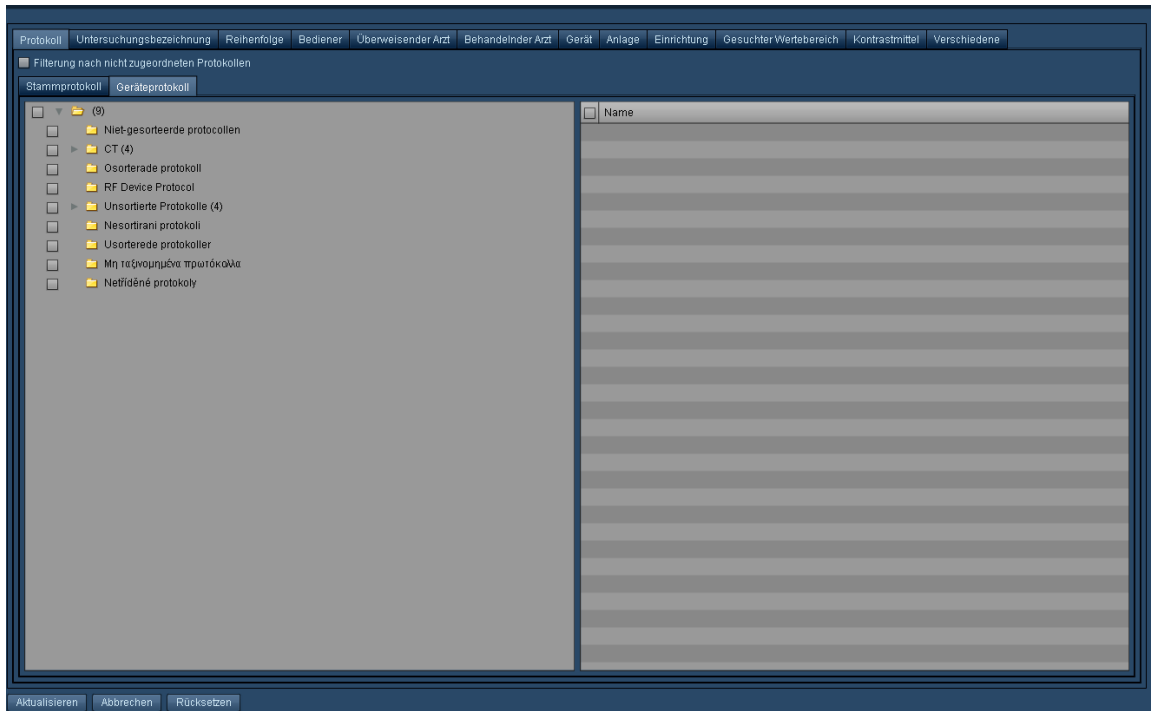 Protokoll Untersuchungsbezeichnung Reihenfolge Bediener Überweisender Arzt Behandelnder Arzt Gerät Anlage Einrichtung Gesuchter Wertebereich Kontrastmittel Verschiedene
Filterung nach nicht zugeordneten Protokollen
Stammprotokoll Geräteprotokoll
(9)
Name
Niet-gesorteerde protocollen
CT (4)
Osorterade protokoll
RF Device Protocol
Unsortierte Protokolle (4)
Nesortirani protokoli
Usorterede protokoller
Μη ταξινομημένα πρωτόκολλα
Netříděné protokoly
Aktualisieren Abbrechen Rücksetzen